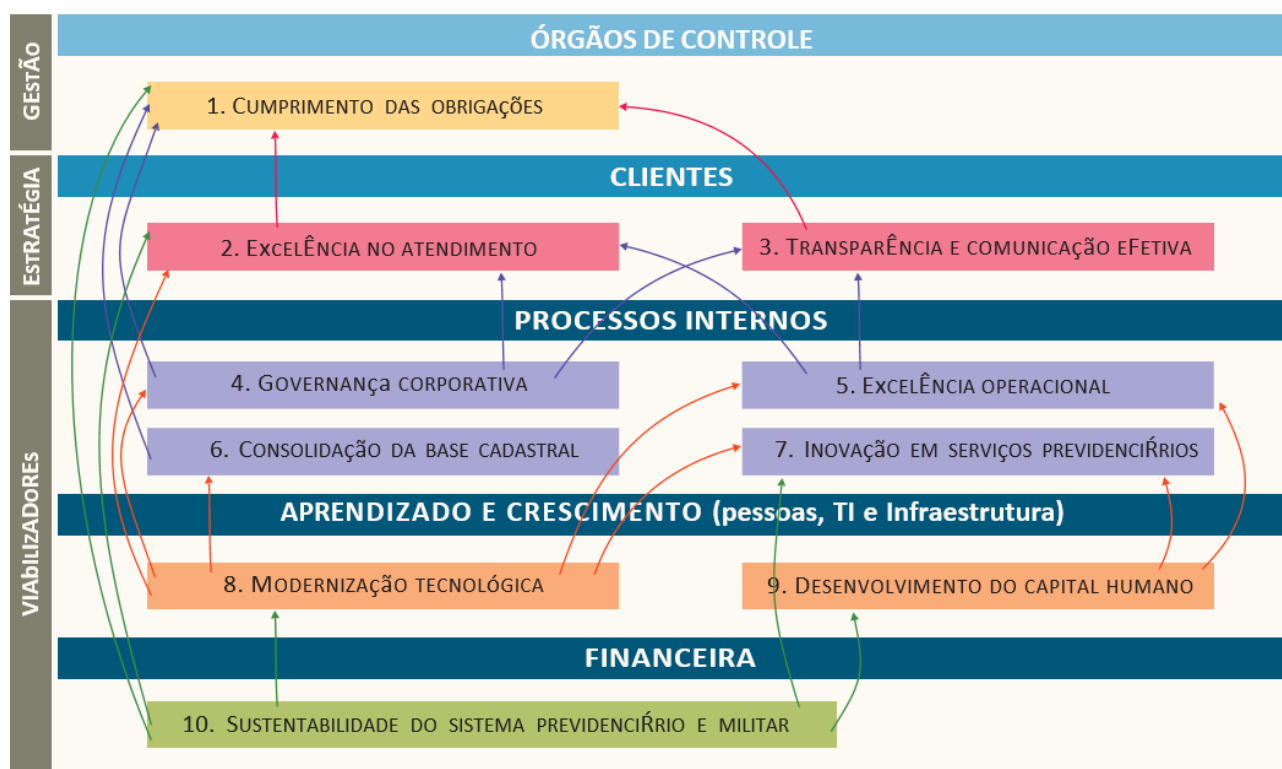 GESTÃO
ÓRGÃOS DE CONTROLE
1. CUMPRIMENTO DAS OBRIGAÇÕES
ESTRATÉGIA
CLIENTES
2. EXCELÊNCIA NO ATENDIMENTO
3. TRANSPARÊNCIA E COMUNICAÇÃO EFETIVA
VIABILIZADORES
PROCESSOS INTERNOS
4. GOVERNANÇA CORPORATIVA
5. EXCELÊNCIA OPERACIONAL
6. CONSOLIDAÇÃO DA BASE CADASTRAL
7. INOVAÇÃO EM SERVIÇOS PREVIDENCIŔRIOS
APRENDIZADO E CRESCIMENTO (pessoas, TI e Infraestrutura)
8. MODERNIZAÇÃO TECNOLÓGICA
9. DESENVOLVIMENTO DO CAPITAL HUMANO
FINANCEIRA
10. SUSTENTABILIDADE DO SISTEMA PREVIDENCIŔRIO E MILITAR